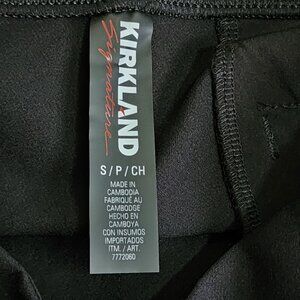 KIRKLAND
Signature
S / P / CH
MADE IN
CAMBODIA
FABRIQUÉ AU
CAMBODGE
HECHO EN
CAMBOYA
CON INSUMOS
IMPORTADOS
ITM. / ART.
7772060